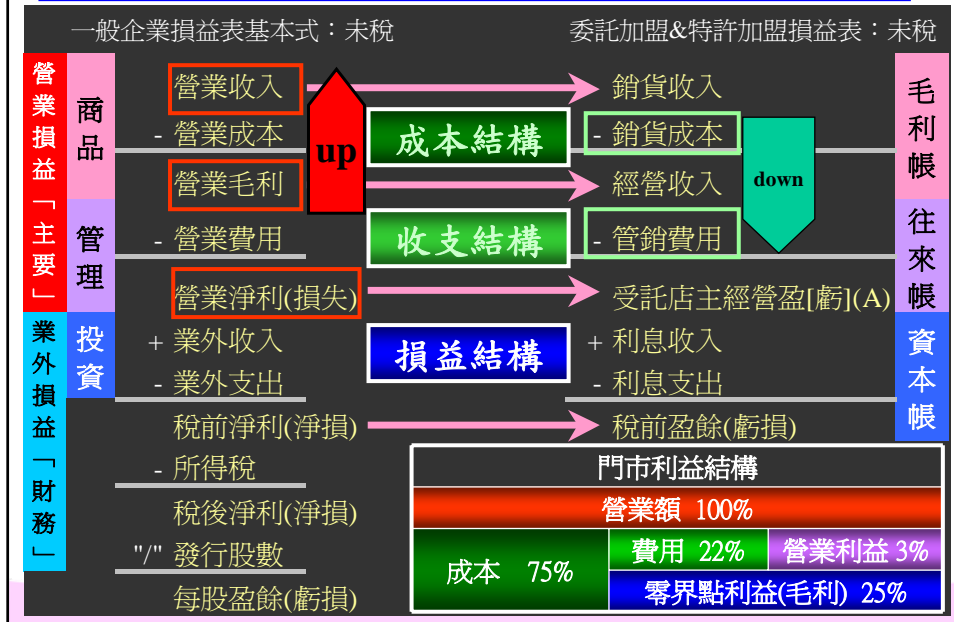 一般企業損益表基本式：未稅
委託加盟&特許加盟損益表：未稅
營業損益「主要」
業外損益「財務」
商品
管理
投資
營業收入
- 營業成本
營業毛利
- 營業費用
營業淨利(損失)
+ 業外收入
- 業外支出
稅前淨利(淨損)
- 所得稅
稅後淨利(淨損)
"/" 發行股數
每股盈餘(虧損)
up
成本結構
收支結構
損益結構
銷貨收入
- 銷貨成本
經營收入
- 管銷費用
受託店主經營盈[虧](A)
+ 利息收入
- 利息支出
稅前盈餘(虧損)
down
毛利帳
往來帳
資本帳
門市利益結構
營業額 100%
成本 75%
費用 22%
營業利益 3%
零界點利益(毛利) 25%